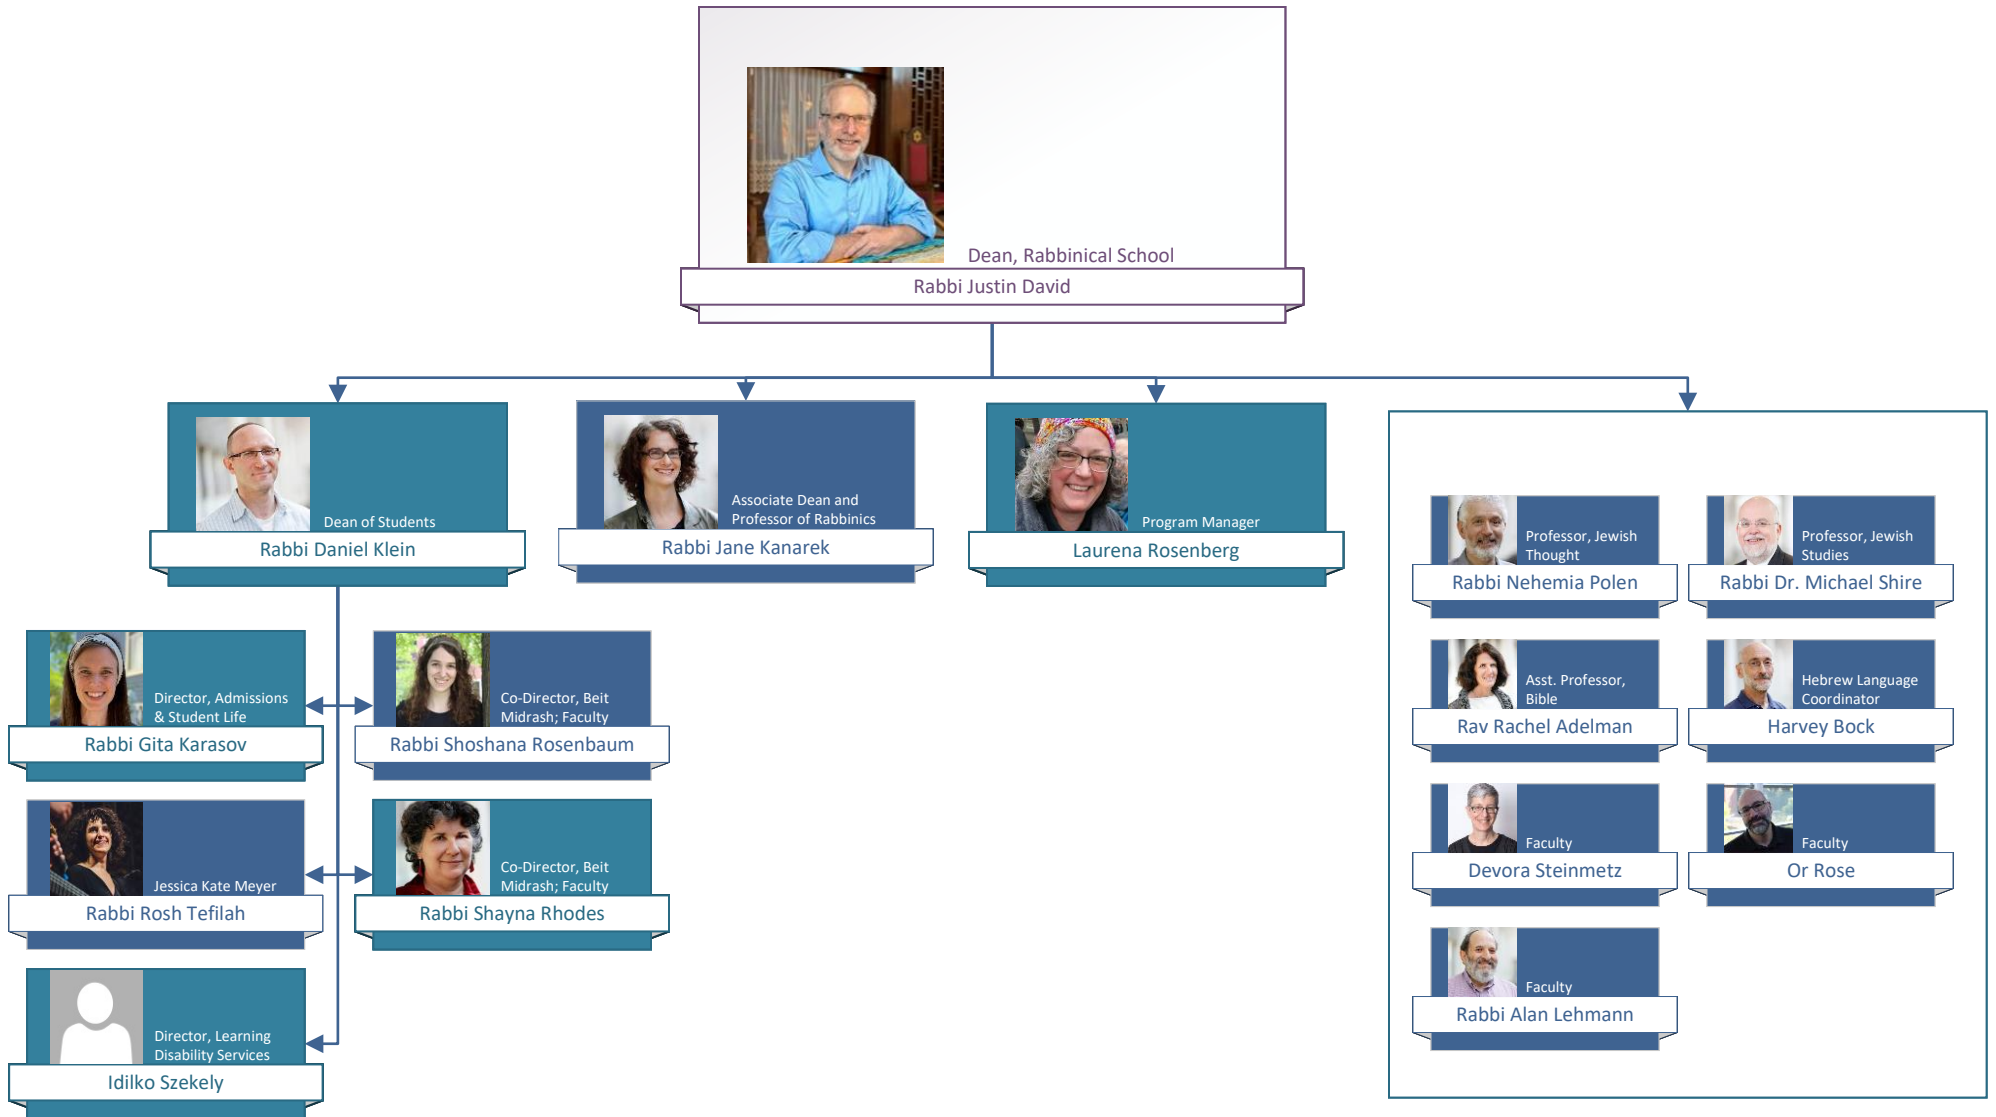 Dean, Rabbinical School
Rabbi Justin David
Dean of Students
Rabbi Daniel Klein
Associate Dean and
Professor of Rabbinics
Rabbi Jane Kanarek
Program Manager
Laurena Rosenberg
Professor, Jewish
Thought
Rabbi Nehemia Polen
Professor, Jewish
Studies
Rabbi Dr. Michael Shire
Director, Admissions
& Student Life
Rabbi Gita Karasov
Co-Director, Beit
Midrash; Faculty
Rabbi Shoshana Rosenbaum
Asst. Professor,
Bible
Rav Rachel Adelman
Hebrew Language
Coordinator
Harvey Bock
Jessica Kate Meyer
Rabbi Rosh Tefilah
Co-Director, Beit
Midrash; Faculty
Rabbi Shayna Rhodes
Faculty
Devora Steinmetz
Faculty
Or Rose
Director, Learning
Disability Services
Idilko Szekely
Faculty
Rabbi Alan Lehmann